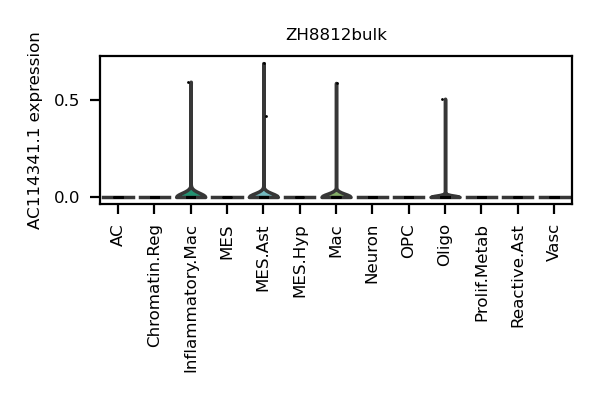 ZH8812bulk
AC114341.1 expression
0.5
0.0
AC
Chromatin.Reg
Inflammatory.Mac
MES
MES.Ast
MES.Hyp
Mac
Neuron
OPC
Oligo
Prolif.Metab
Reactive.Ast
Vasc